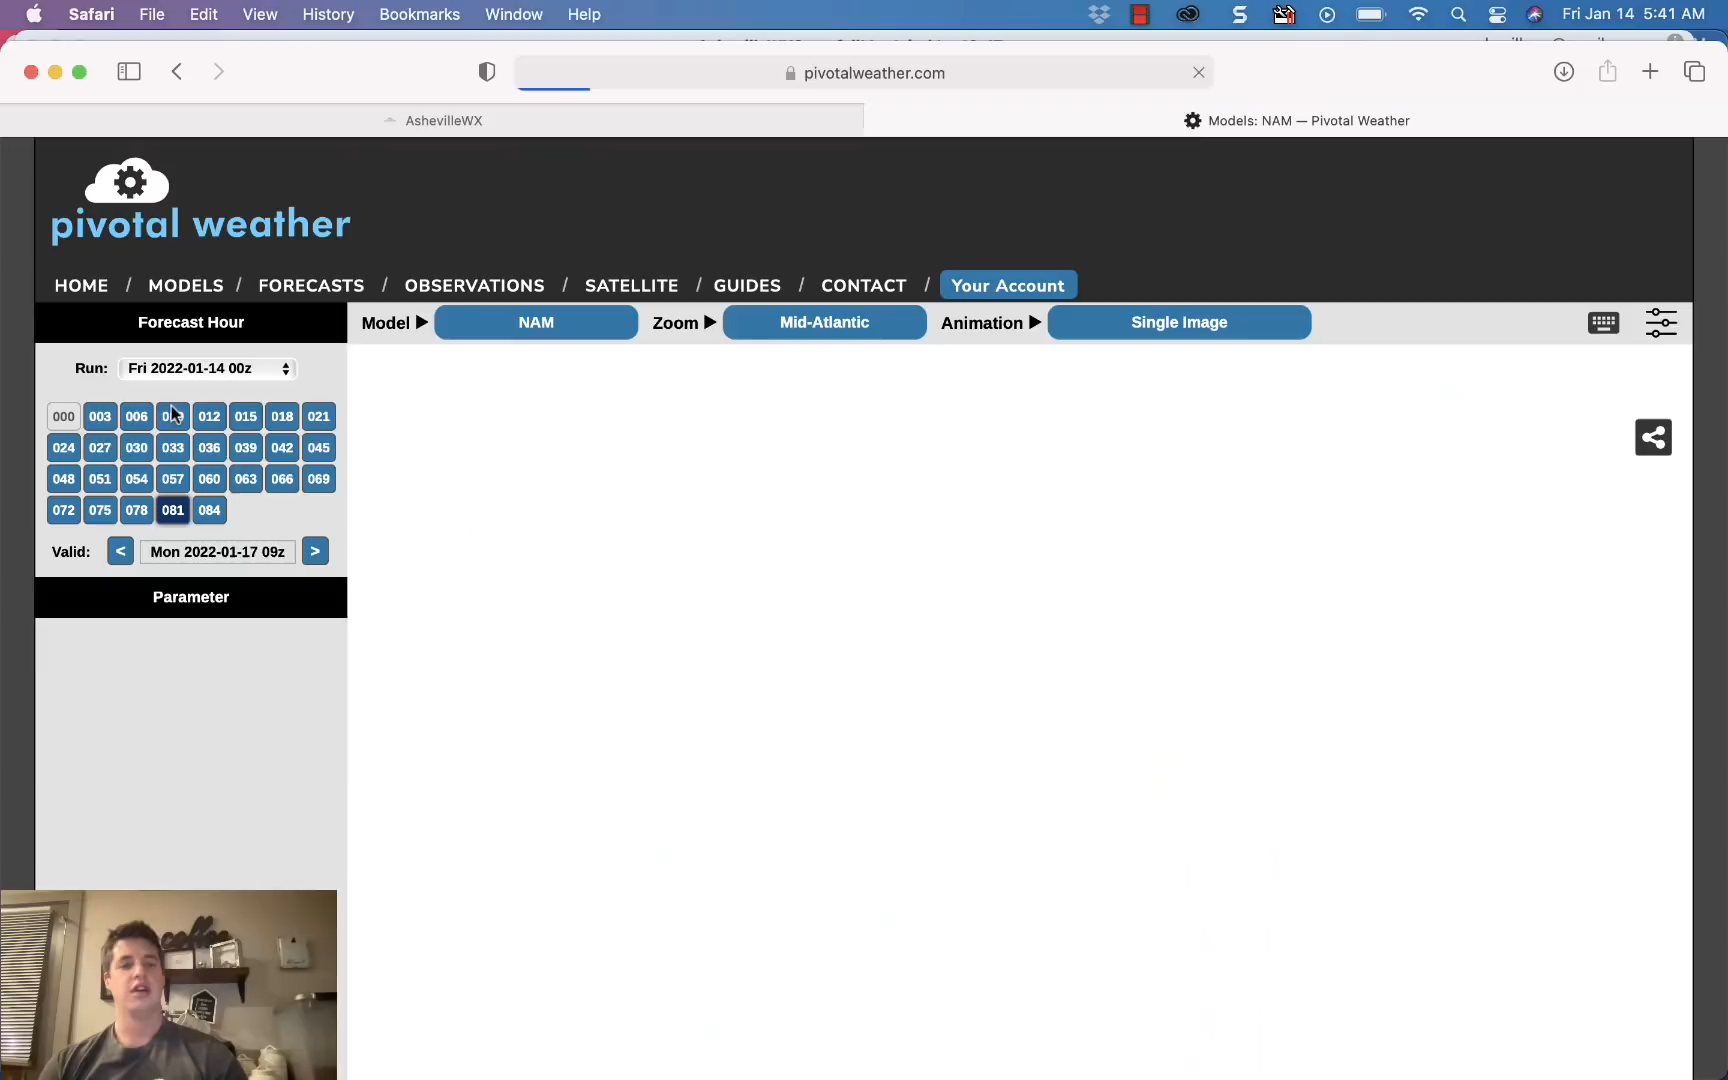 Safari File Edit View History Bookmarks Window Help Fri Jan 14 5:41 AM
pivotalweather.com
AshevilleWX Models: NAM — Pivotal Weather
pivotal weather
HOME / MODELS / FORECASTS / OBSERVATIONS / SATELLITE / GUIDES / CONTACT / Your Account
Forecast Hour Model NAM Zoom Mid-Atlantic Animation Single Image
Run: Fri 2022-01-14 00z
000 003 006 012 015 018 021
024 027 030 033 036 039 042 045
048 051 054 057 060 063 066 069
072 075 078 081 084
Valid: < Mon 2022-01-17 09z >
Parameter
coffee